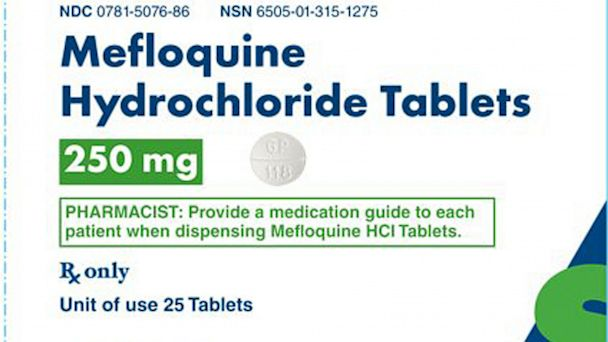 NDC 0781-5076-86 NSN 6505-01-315-1275
Mefloquine
Hydrochloride Tablets
250 mg
GP
118
PHARMACIST: Provide a medication guide to each
patient when dispensing Mefloquine HCl Tablets.
Rx only
Unit of use 25 Tablets